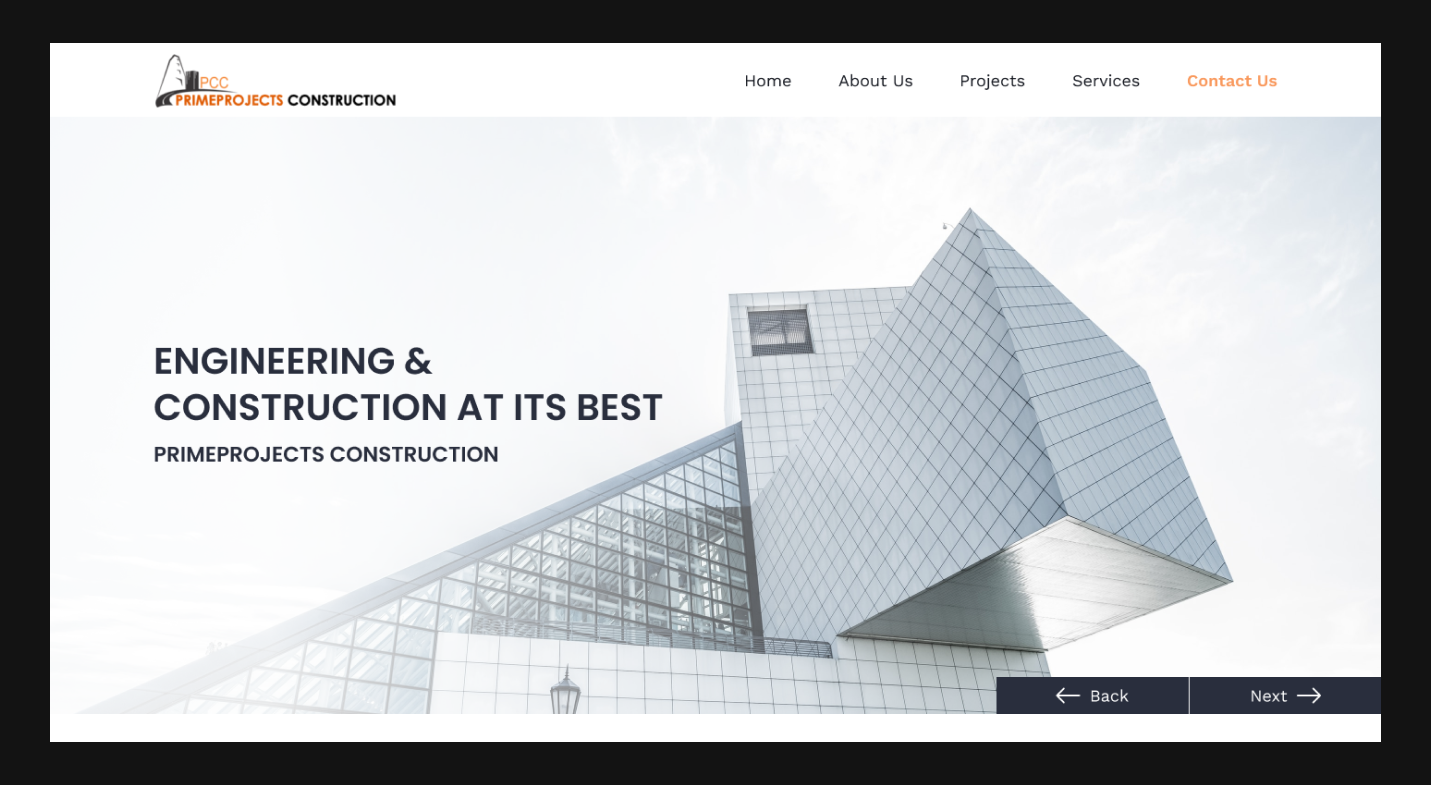 PCC
PRIMEPROJECTS CONSTRUCTION
Home About Us Projects Services Contact Us
ENGINEERING &
CONSTRUCTION AT ITS BEST
PRIMEPROJECTS CONSTRUCTION
Back Next